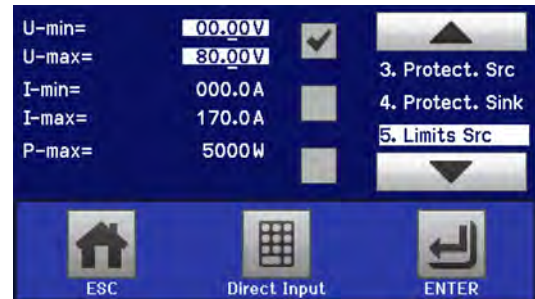 U-min= 00.00V
U-max= 80.00V
I-min= 000.0A
I-max= 170.0A
P-max= 5000W
3. Protect. Src
4. Protect. Sink
5. Limits Src
ESC
Direct Input
ENTER